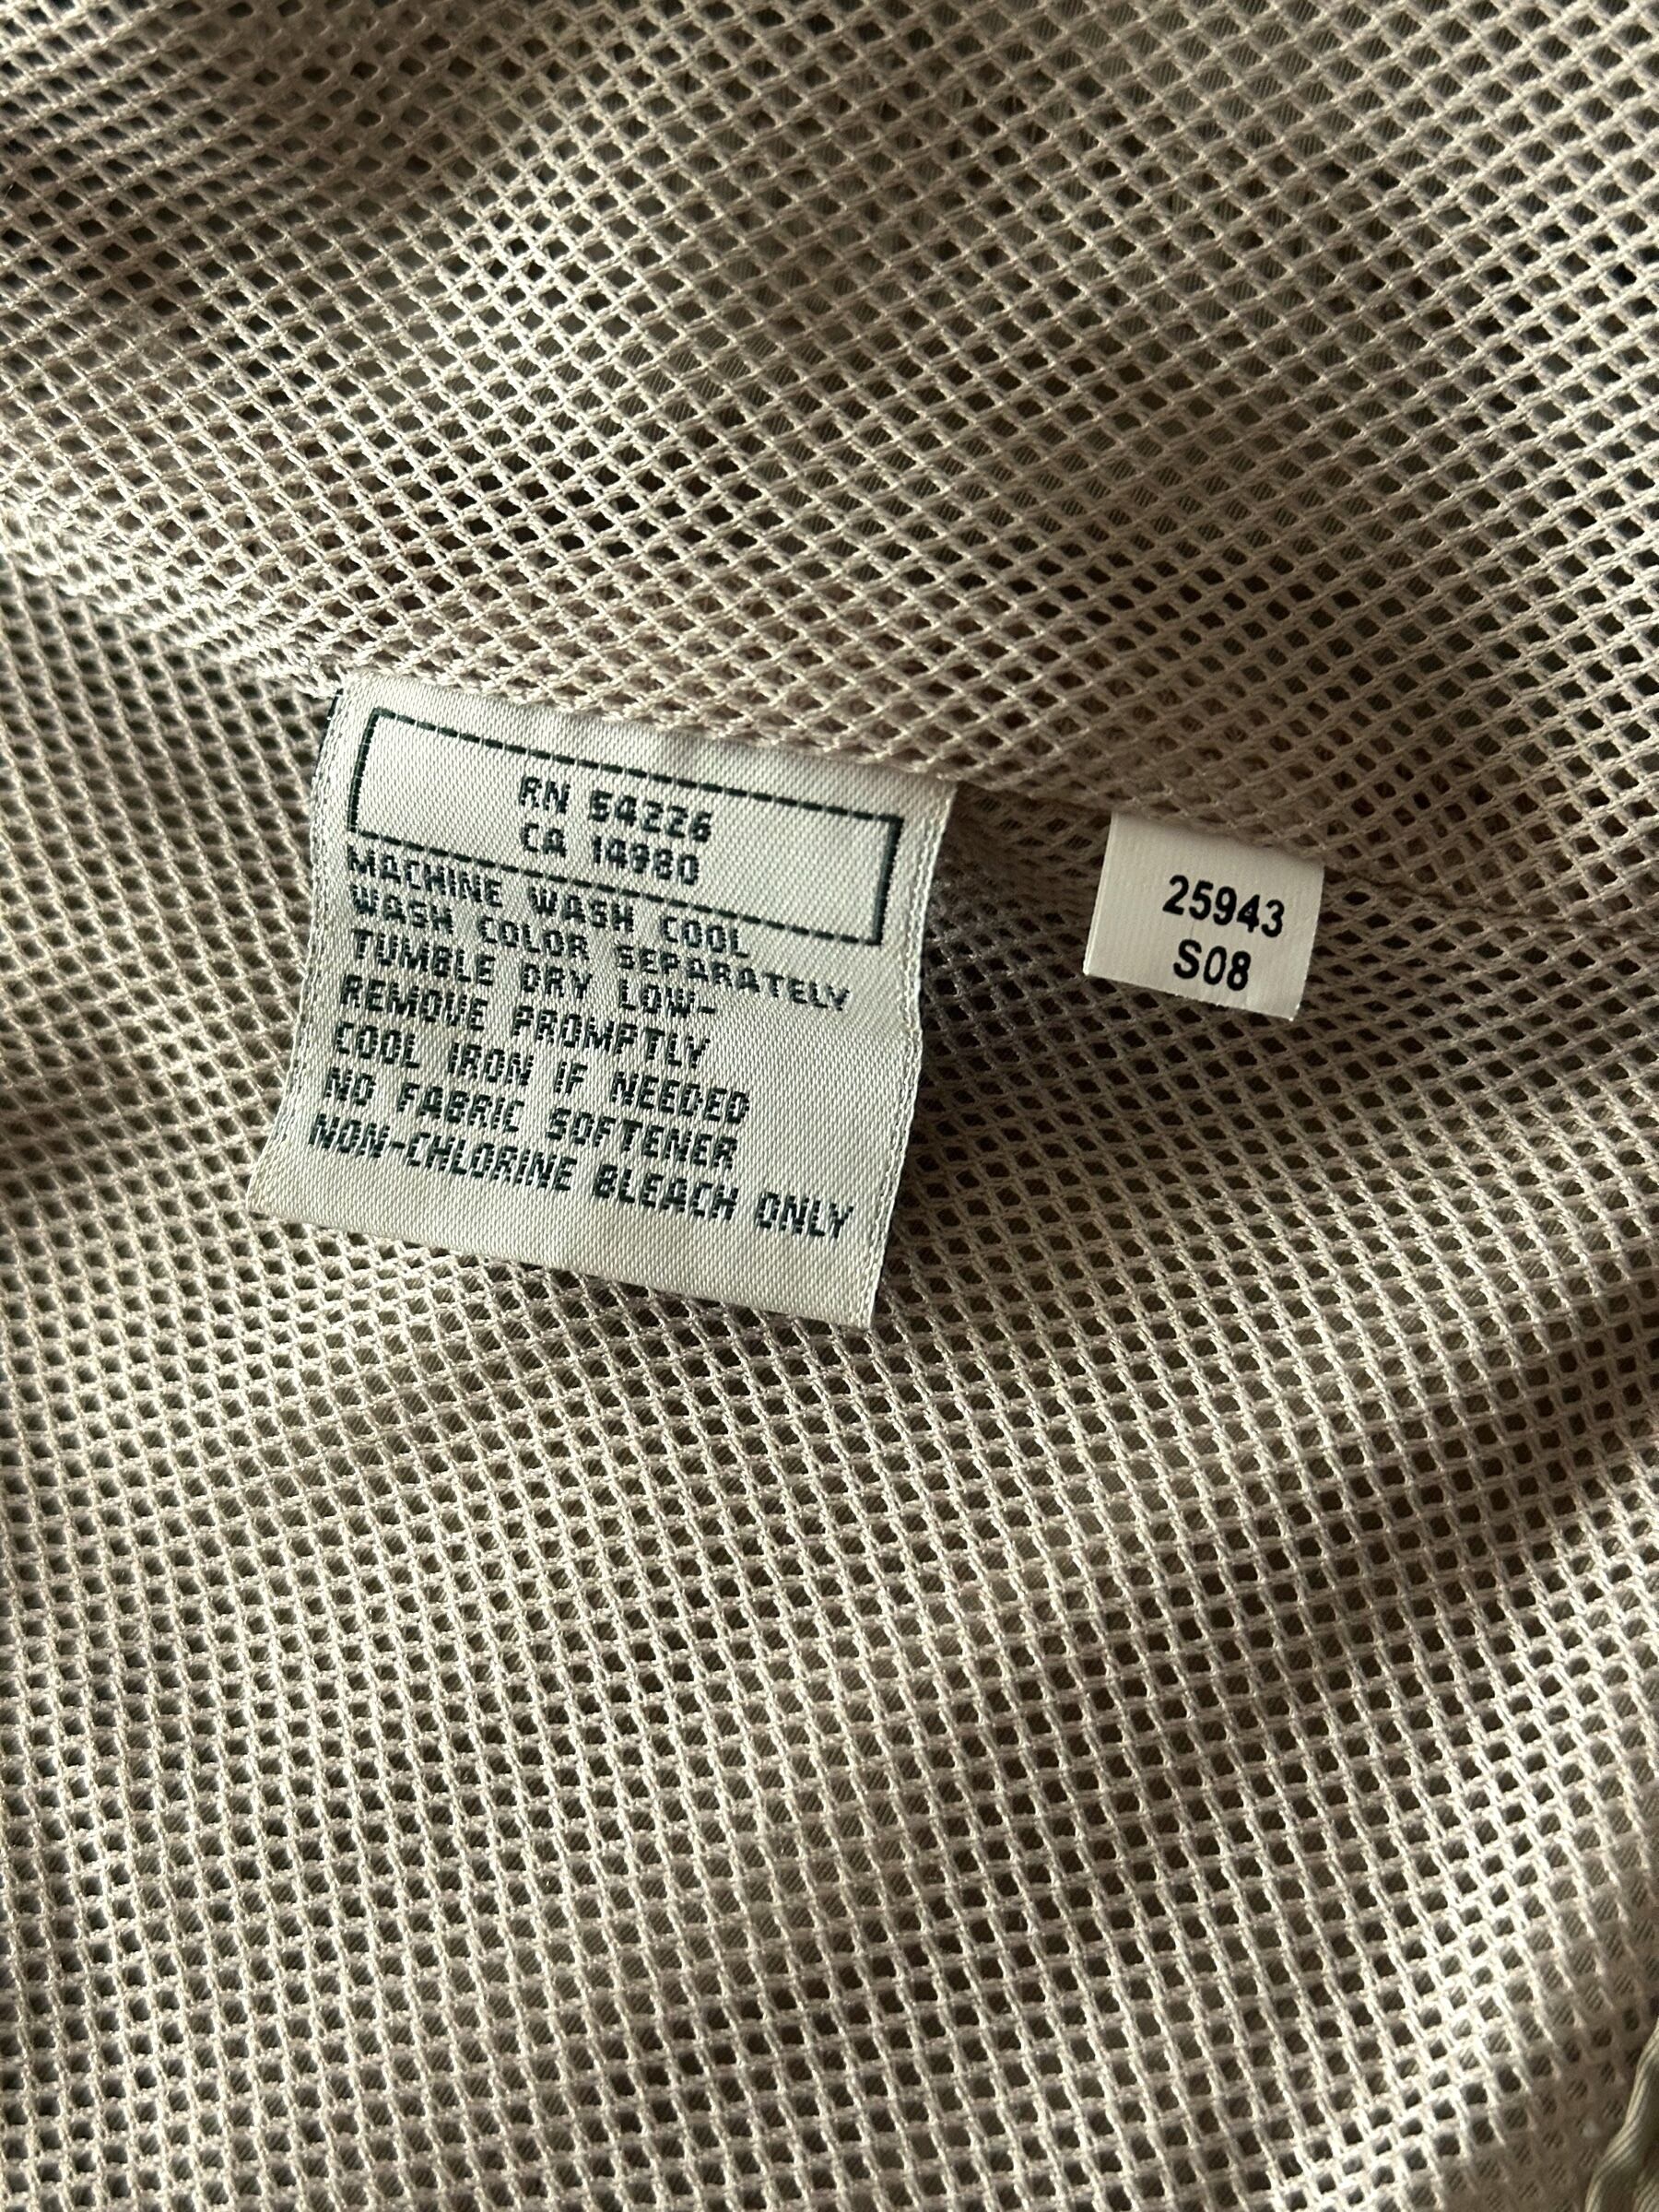 RN 54226
CA 14980
MACHINE WASH COOL
WASH COLOR SEPARATELY
TUMBLE DRY LOW-
REMOVE PROMPTLY
COOL IRON IF NEEDED
NO FABRIC SOFTENER
NON-CHLORINE BLEACH ONLY
25943
S08